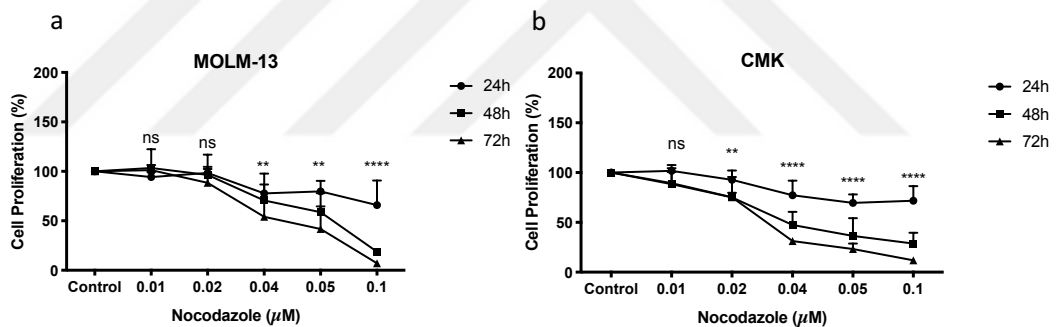 a
MOLM-13
Cell Proliferation (%)
200
150
100
50
0
ns
ns
**
**
****
Control
0.01
0.02
0.04
0.05
0.1
Nocodazole (μM)
24h
48h
72h
b
CMK
Cell Proliferation (%)
200
150
100
50
0
ns
**
****
****
****
Control
0.01
0.02
0.04
0.05
0.1
Nocodazole (μM)
24h
48h
72h